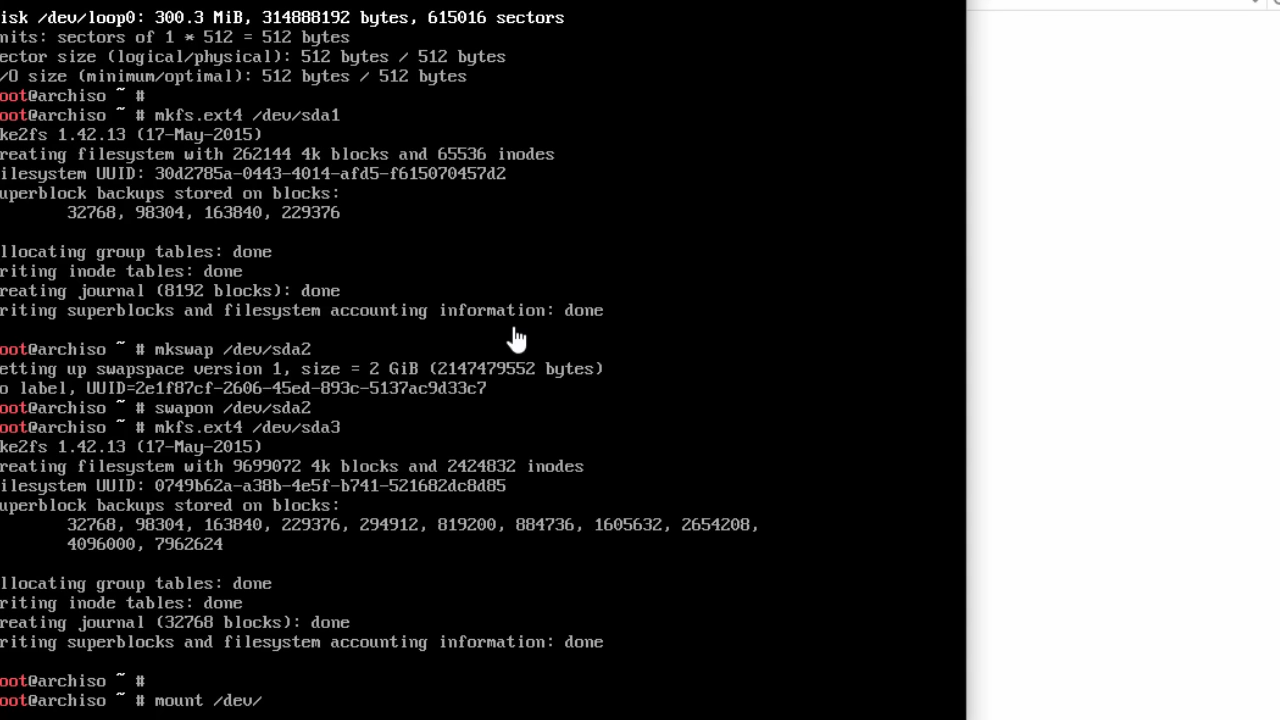 isk /dev/loop0: 300.3 MiB, 314888192 bytes, 615016 sectors
nits: sectors of 1 * 512 = 512 bytes
ector size (logical/physical): 512 bytes / 512 bytes
/O size (minimum/optimal): 512 bytes / 512 bytes
oot@archiso ~ #
oot@archiso ~ # mkfs.ext4 /dev/sda1
ke2fs 1.42.13 (17-May-2015)
reating filesystem with 262144 4k blocks and 65536 inodes
ilesystem UUID: 30d2785a-0443-4014-afd5-f615070457d2
uperblock backups stored on blocks:
32768, 98304, 163840, 229376
llocating group tables: done
riting inode tables: done
reating journal (8192 blocks): done
riting superblocks and filesystem accounting information: done
oot@archiso ~ # mkswap /dev/sda2
etting up swapspace version 1, size = 2 GiB (2147479552 bytes)
o label, UUID=2e1f87cf-2606-45ed-893c-5137ac9d33c7
oot@archiso ~ # swapon /dev/sda2
oot@archiso ~ # mkfs.ext4 /dev/sda3
ke2fs 1.42.13 (17-May-2015)
reating filesystem with 9699072 4k blocks and 2424832 inodes
ilesystem UUID: 0749b62a-a38b-4e5f-b741-521682dc8d85
uperblock backups stored on blocks:
32768, 98304, 163840, 229376, 294912, 819200, 884736, 1605632, 2654208,
4096000, 7962624
llocating group tables: done
riting inode tables: done
reating journal (32768 blocks): done
riting superblocks and filesystem accounting information: done
oot@archiso ~ #
oot@archiso ~ # mount /dev/